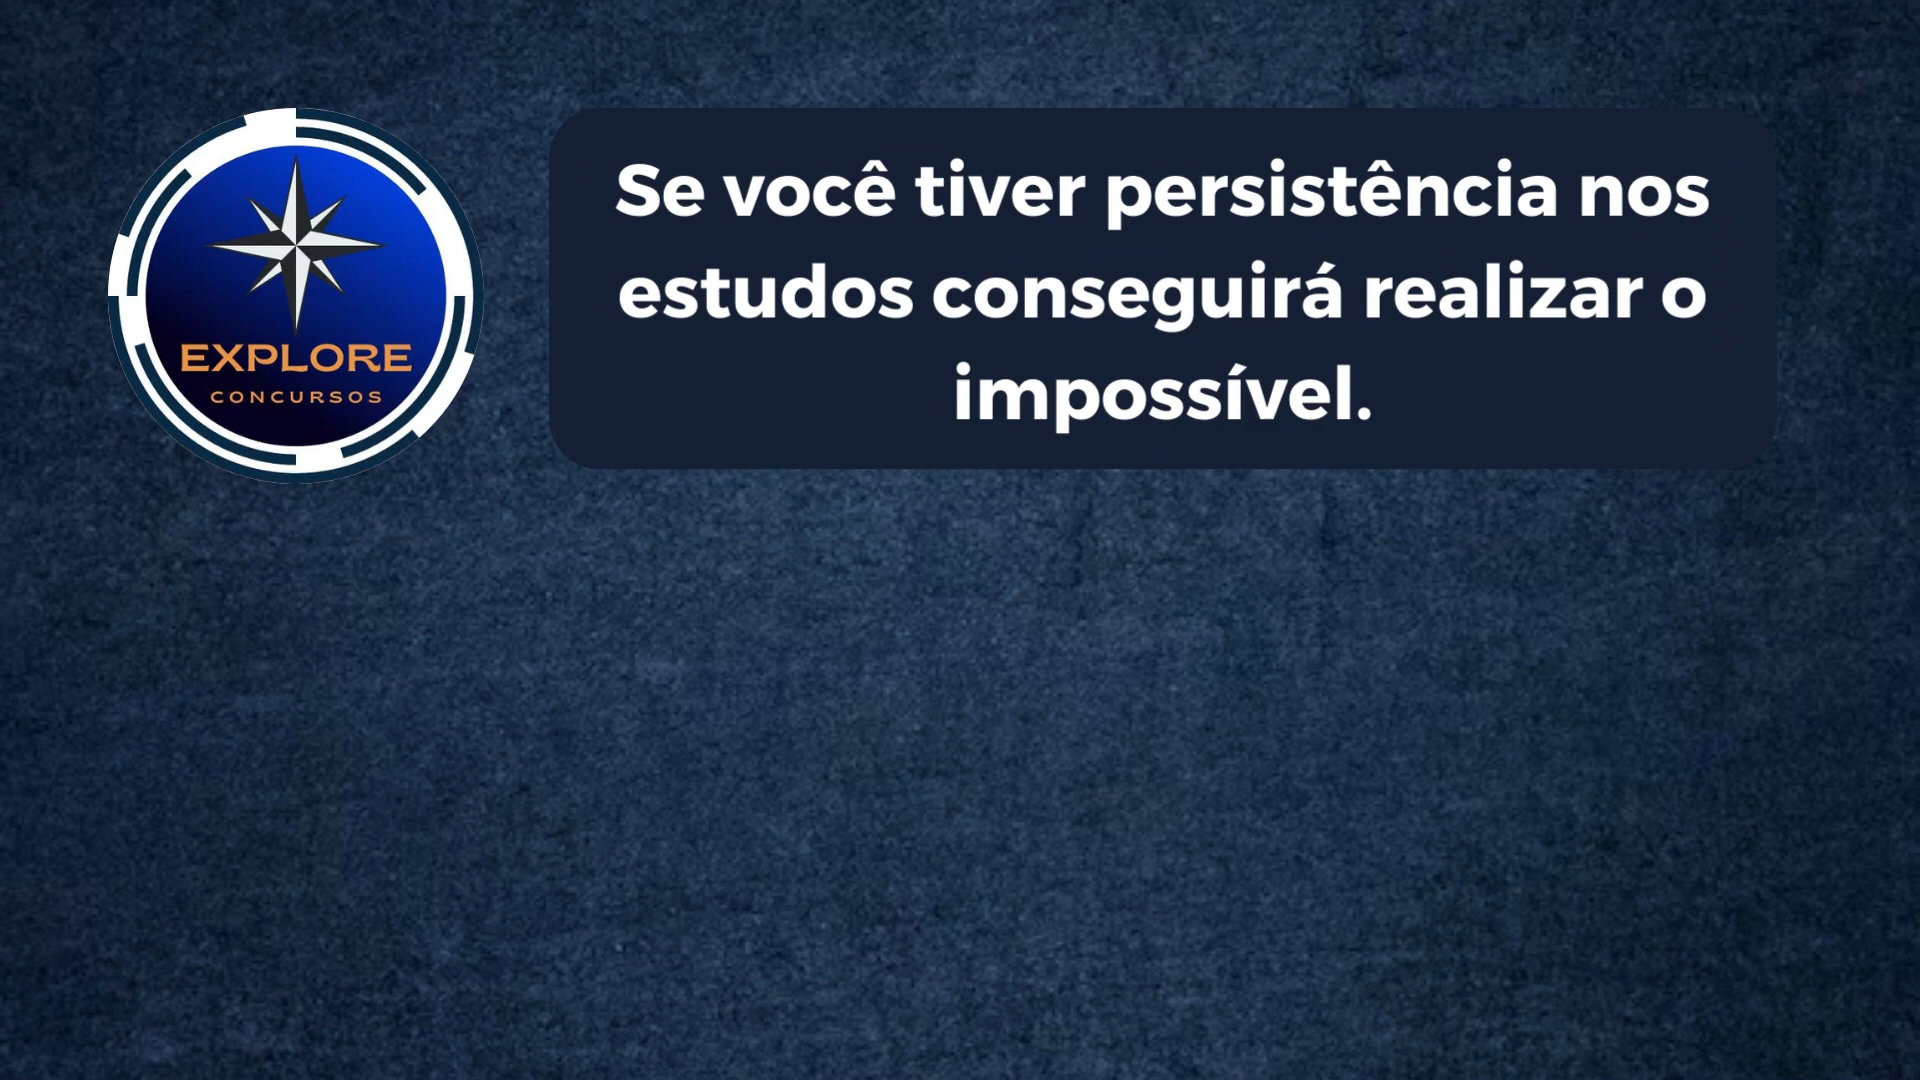 EXPLORE
CONCURSOS
Se você tiver persistência nos
estudos conseguirá realizar o
impossível.